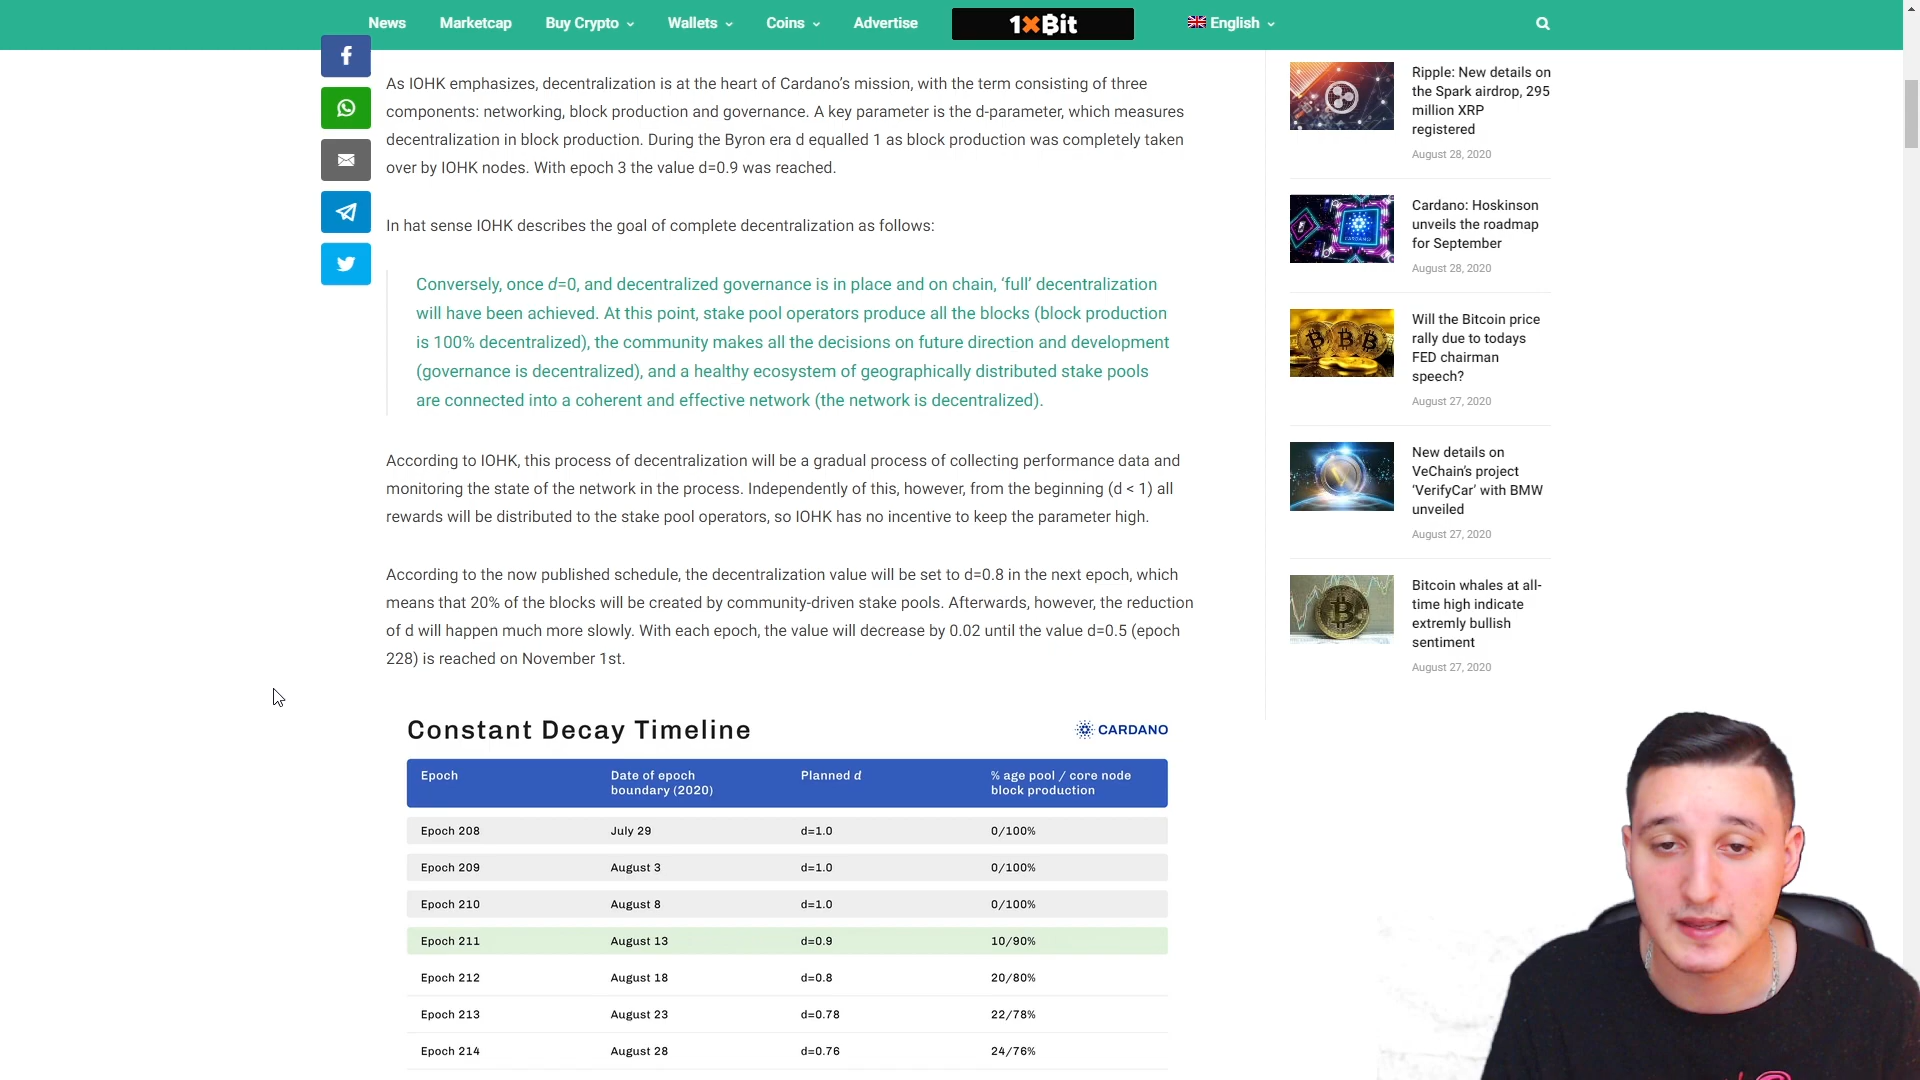 News Marketcap Buy Crypto Wallets Coins Advertise 1xBit English
As IOHK emphasizes, decentralization is at the heart of Cardano’s mission, with the term consisting of three
components: networking, block production and governance. A key parameter is the d-parameter, which measures
decentralization in block production. During the Byron era d equalled 1 as block production was completely taken
over by IOHK nodes. With epoch 3 the value d=0.9 was reached.
In hat sense IOHK describes the goal of complete decentralization as follows:
Conversely, once d=0, and decentralized governance is in place and on chain, ‘full’ decentralization
will have been achieved. At this point, stake pool operators produce all the blocks (block production
is 100% decentralized), the community makes all the decisions on future direction and development
(governance is decentralized), and a healthy ecosystem of geographically distributed stake pools
are connected into a coherent and effective network (the network is decentralized).
According to IOHK, this process of decentralization will be a gradual process of collecting performance data and
monitoring the state of the network in the process. Independently of this, however, from the beginning (d < 1) all
rewards will be distributed to the stake pool operators, so IOHK has no incentive to keep the parameter high.
According to the now published schedule, the decentralization value will be set to d=0.8 in the next epoch, which
means that 20% of the blocks will be created by community-driven stake pools. Afterwards, however, the reduction
of d will happen much more slowly. With each epoch, the value will decrease by 0.02 until the value d=0.5 (epoch
228) is reached on November 1st.
Constant Decay Timeline CARDANO
Epoch Date of epoch Planned d % age pool / core node
boundary (2020) block production
Epoch 208 July 29 d=1.0 0/100%
Epoch 209 August 3 d=1.0 0/100%
Epoch 210 August 8 d=1.0 0/100%
Epoch 211 August 13 d=0.9 10/90%
Epoch 212 August 18 d=0.8 20/80%
Epoch 213 August 23 d=0.78 22/78%
Epoch 214 August 28 d=0.76 24/76%
Ripple: New details on
the Spark airdrop, 295
million XRP
registered
August 28, 2020
Cardano: Hoskinson
unveils the roadmap
for September
August 28, 2020
Will the Bitcoin price
rally due to todays
FED chairman
speech?
August 27, 2020
New details on
VeChain’s project
‘VerifyCar’ with BMW
unveiled
August 27, 2020
Bitcoin whales at all-
time high indicate
extremly bullish
sentiment
August 27, 2020